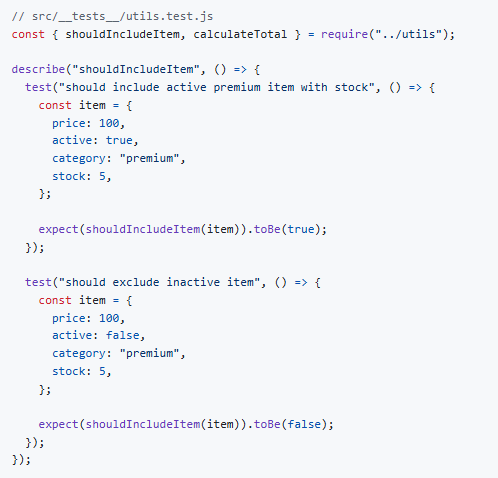 // src/__tests__/utils.test.js
const { shouldIncludeItem, calculateTotal } = require("../utils");

describe("shouldIncludeItem", () => {
  test("should include active premium item with stock", () => {
    const item = {
      price: 100,
      active: true,
      category: "premium",
      stock: 5,
    };

    expect(shouldIncludeItem(item)).toBe(true);
  });

  test("should exclude inactive item", () => {
    const item = {
      price: 100,
      active: false,
      category: "premium",
      stock: 5,
    };

    expect(shouldIncludeItem(item)).toBe(false);
  });
});